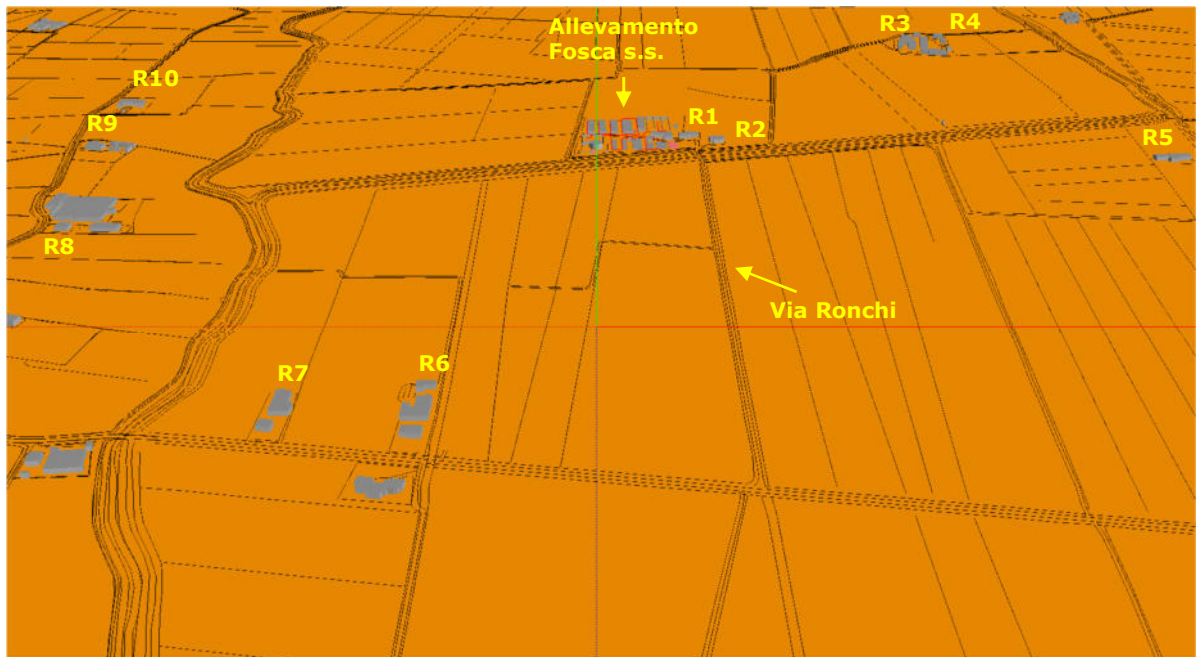 Allevamento
Fosca s.s.
R3
R4
R10
R1
R2
R9
R5
R8
Via Ronchi
R6
R7